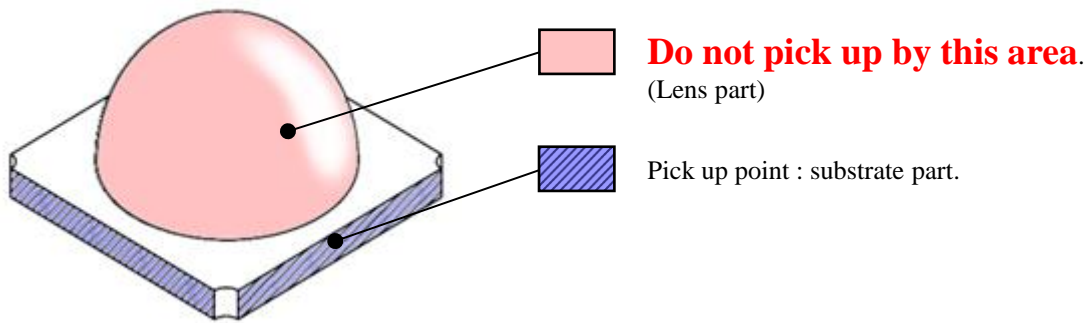 Do not pick up by this area.
(Lens part)
Pick up point : substrate part.